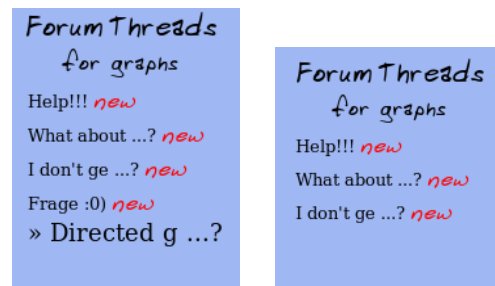 Forum Threads
for graphs
Help!!! new
What about ...? new
I don't ge ...? new
Frage :0) new
» Directed g ...?
Forum Threads
for graphs
Help!!! new
What about ...? new
I don't ge ...? new